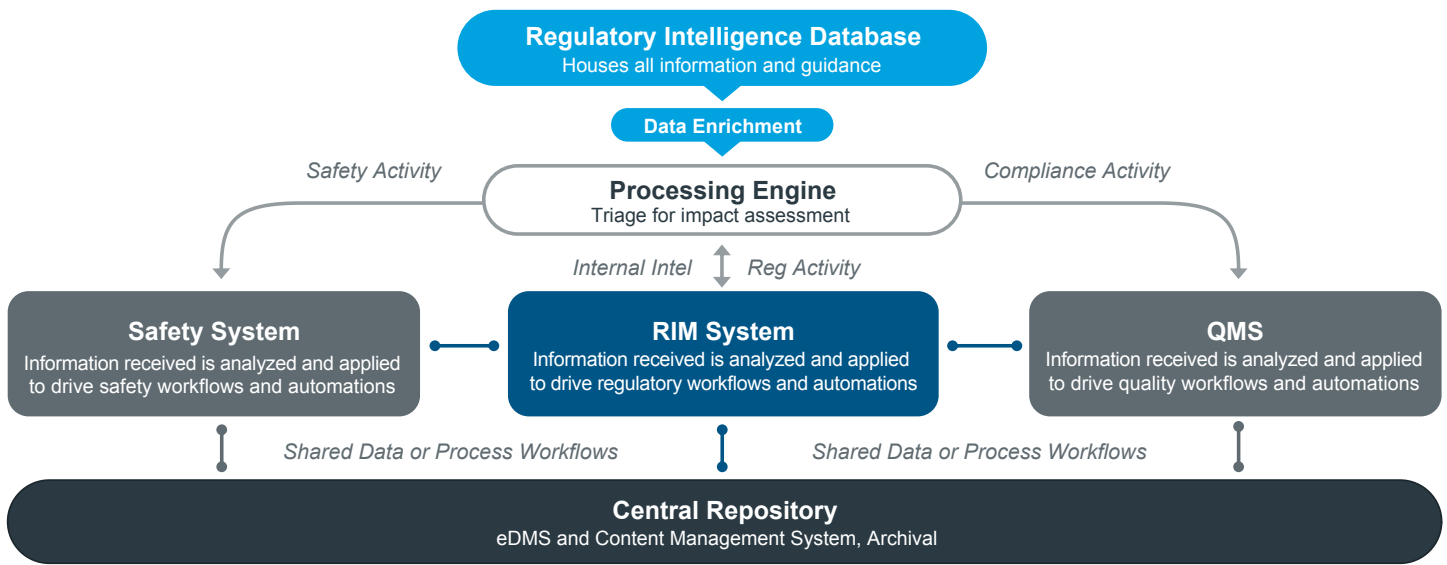 Regulatory Intelligence Database
Houses all information and guidance
Data Enrichment
Safety Activity
Compliance Activity
Processing Engine
Triage for impact assessment
Internal Intel
Reg Activity
Safety System
Information received is analyzed and applied
to drive safety workflows and automations
RIM System
Information received is analyzed and applied
to drive regulatory workflows and automations
QMS
Information received is analyzed and applied
to drive quality workflows and automations
Shared Data or Process Workflows
Shared Data or Process Workflows
Central Repository
eDMS and Content Management System, Archival